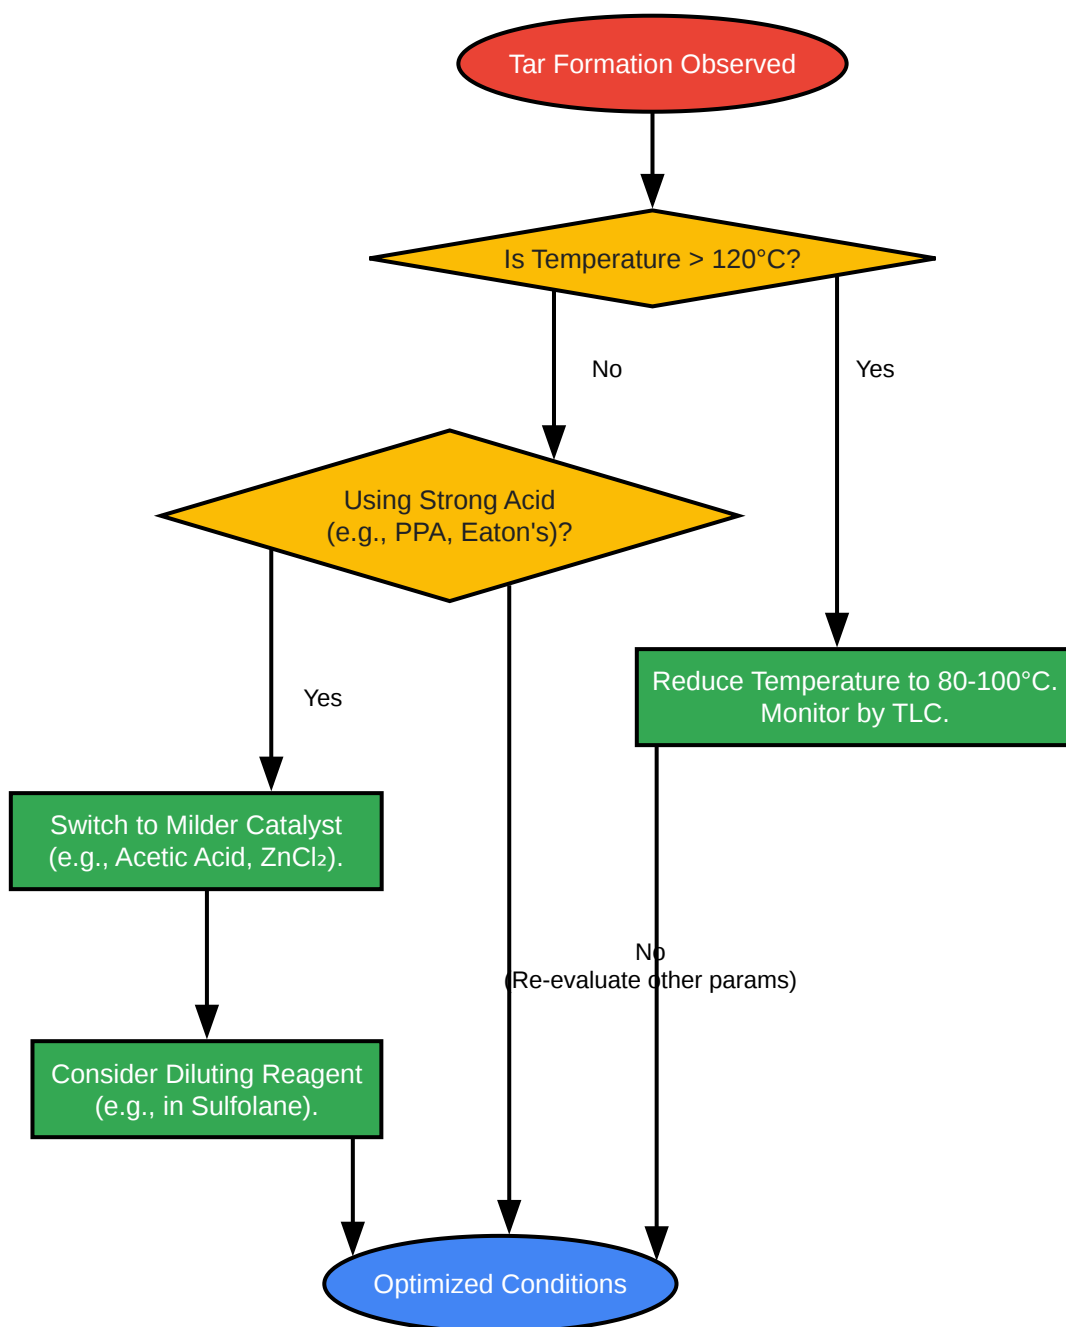 Tar Formation Observed
Is Temperature > 120°C?
No
Yes
Using Strong Acid
(e.g., PPA, Eaton's)?
Reduce Temperature to 80-100°C.
Monitor by TLC.
Yes
Switch to Milder Catalyst
(e.g., Acetic Acid, ZnCl₂).
No
(Re-evaluate other params)
Consider Diluting Reagent
(e.g., in Sulfolane).
Optimized Conditions